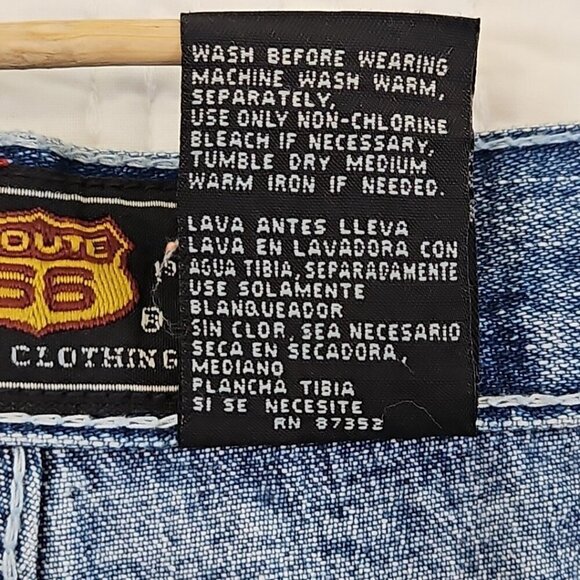 WASH BEFORE WEARING
MACHINE WASH WARM,
SEPARATELY,
USE ONLY NON-CHLORINE
BLEACH IF NECESSARY,
TUMBLE DRY MEDIUM
WARM IRON IF NEEDED.
LAVA ANTES LLEVA
LAVA EN LAVADORA CON
AGUA TIBIA, SEPARADAMENTE
USE SOLAMENTE
BLANQUEADOR
SIN CLOR, SEA NECESARIO
SECA EN SECADORA,
MEDIANO
PLANCHA TIBIA
SI SE NECESITE
RN 87352
ROUTE
66
19
CLOTHING